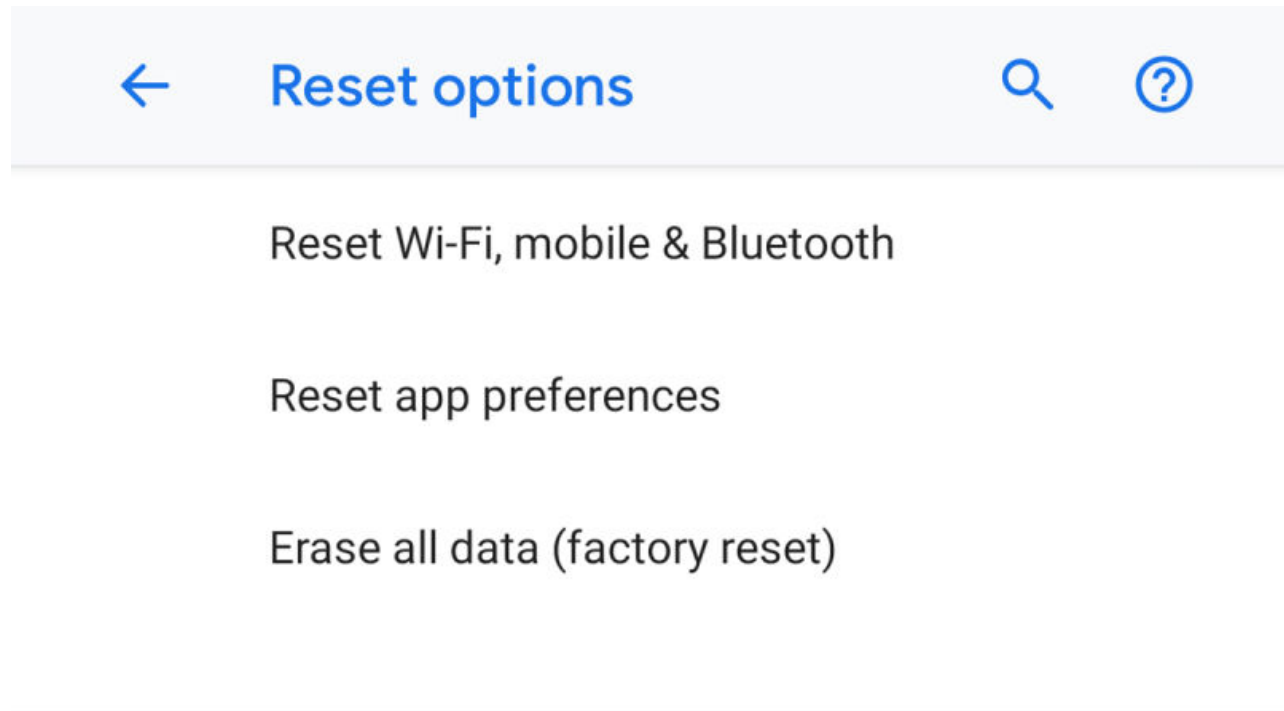 Reset options
Reset Wi-Fi, mobile & Bluetooth
Reset app preferences
Erase all data (factory reset)